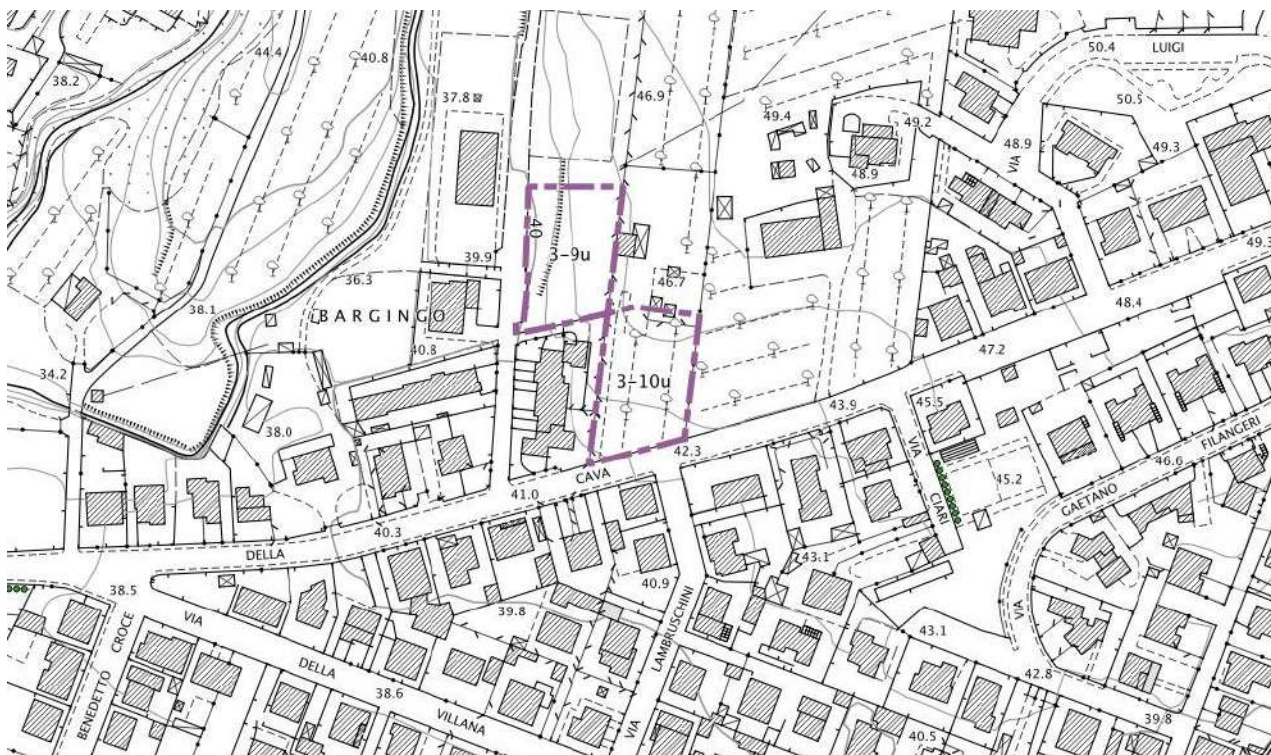 44.4
40.8
38.2
37.8
46.9
49.4
49.2
50.4
LUIGI
50.5
48.9
VIA
49.3
48.9
40
3-9u
39.9
36.3
46.7
38.1
BARGINGO
49.3
48.4
47.2
40.8
34.2
3-10u
43.9
45.5
38.0
42.3
CAVA
41.0
VIA
CIARI
45.2
46.6
FILANGERI
GAETANO
40.3
DELLA
43.1
38.5
40.9
39.8
VIA
VIA
CROCE
BENEDETTO
LAMBRUSCHINI
VIA
43.1
DELLA
38.6
VILLANA
42.8
39.8
40.5